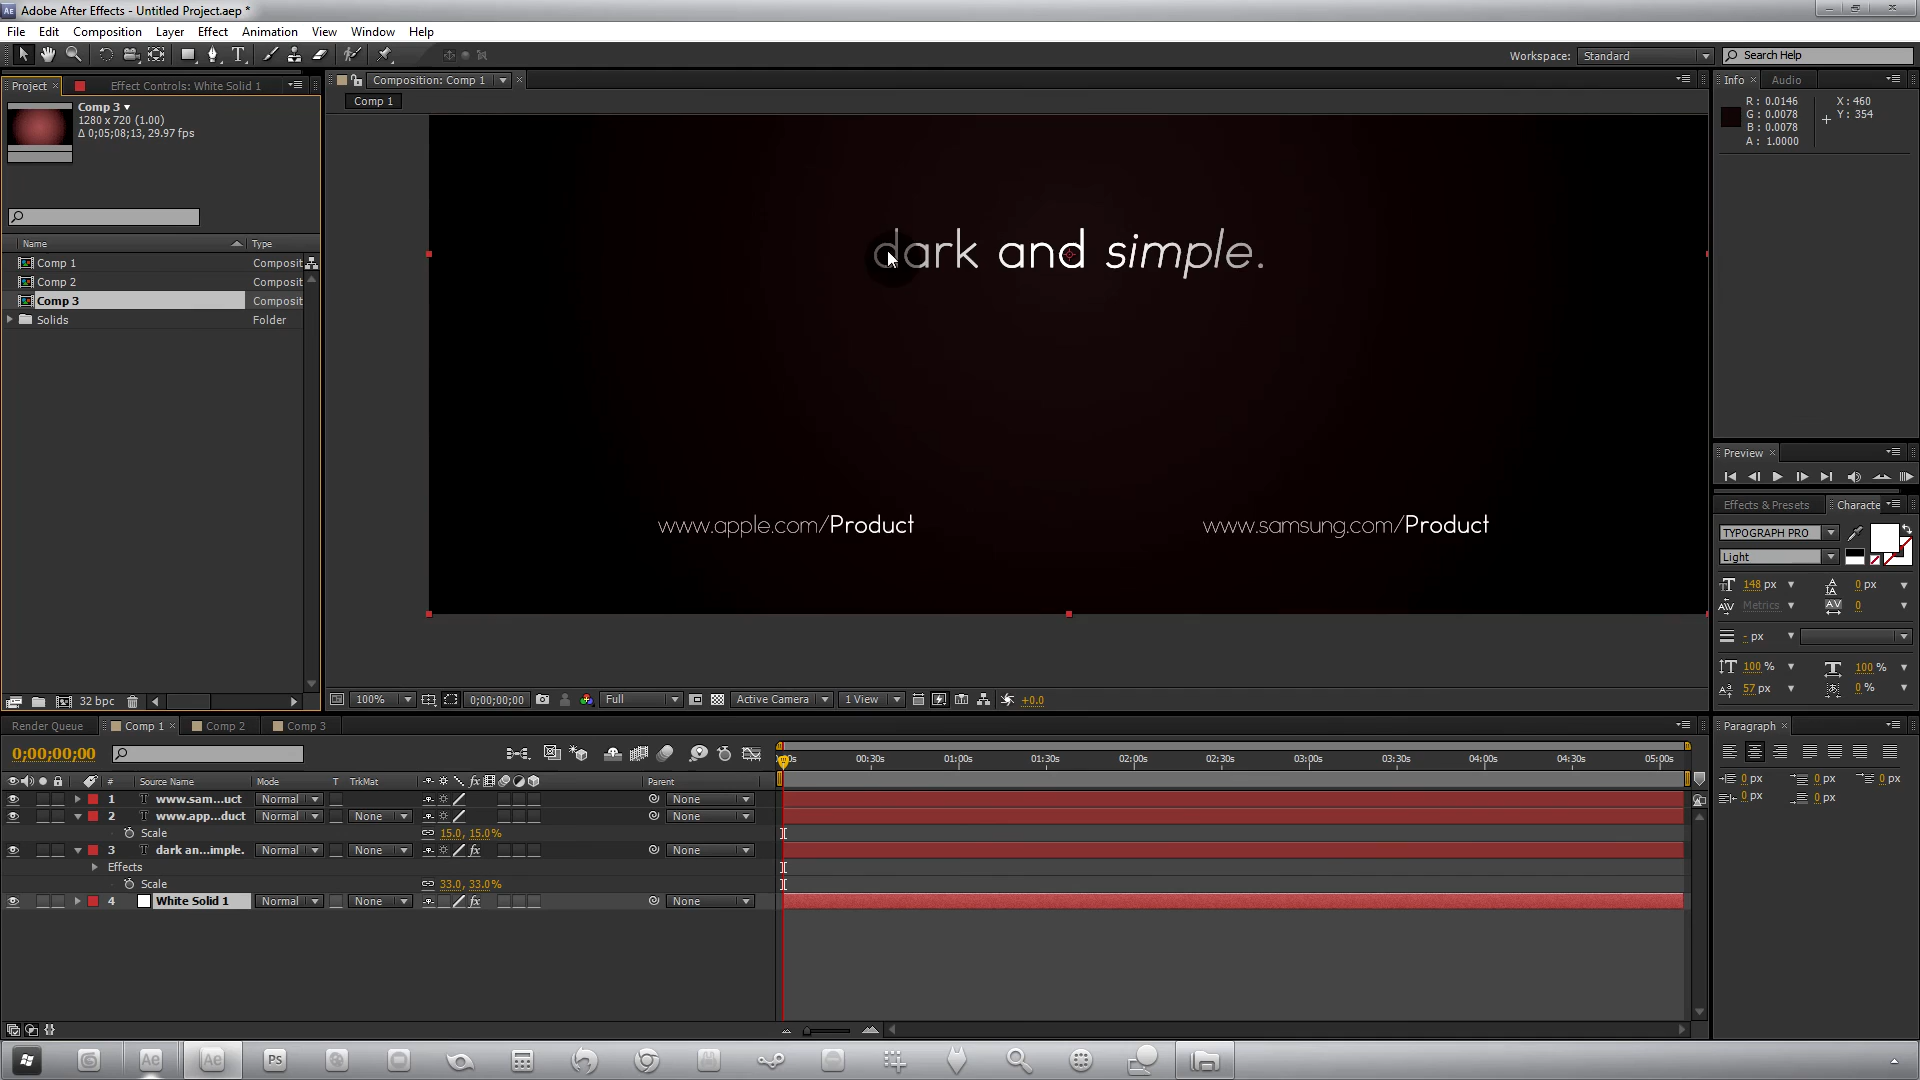 Adobe After Effects - Untitled Project.aep *
File Edit Composition Layer Effect Animation View Window Help
Workspace: Standard Search Help
Project Effect Controls: White Solid 1
Composition: Comp 1
Info Audio
Comp 3
1280 x 720 (1.00)
Δ 0;05;08;13, 29.97 fps
Comp 1
R: 0.0146
G: 0.0078
B: 0.0078
A: 1.0000
X: 460
Y: 354
Name Type
Comp 1 Composit
Comp 2 Composit
Comp 3 Composit
Solids Folder
dark and simple.
www.apple.com/Product
www.samsung.com/Product
Preview
Effects & Presets Characte
TYPOGRAPH PRO
Light
148 px 0 px
Metrics 0
- px
100 % 100 %
57 px 0 %
32 bpc
100% 0;00;00;00 Full Active Camera 1 View +0.0
Render Queue Comp 1 Comp 2 Comp 3
Paragraph
0;00;00;00
0 px 0 px 0 px
0 px 0 px
00:30s 01:00s 01:30s 02:00s 02:30s 03:00s 03:30s 04:00s 04:30s 05:00s
# Source Name Mode T TrkMat fx Parent
1 T www.sam...uct Normal None
2 T www.app...duct Normal None None
Scale 15.0, 15.0%
3 T dark an...imple. Normal None fx None
Effects
Scale 33.0, 33.0%
4 White Solid 1 Normal None fx None
Ae Ae PS